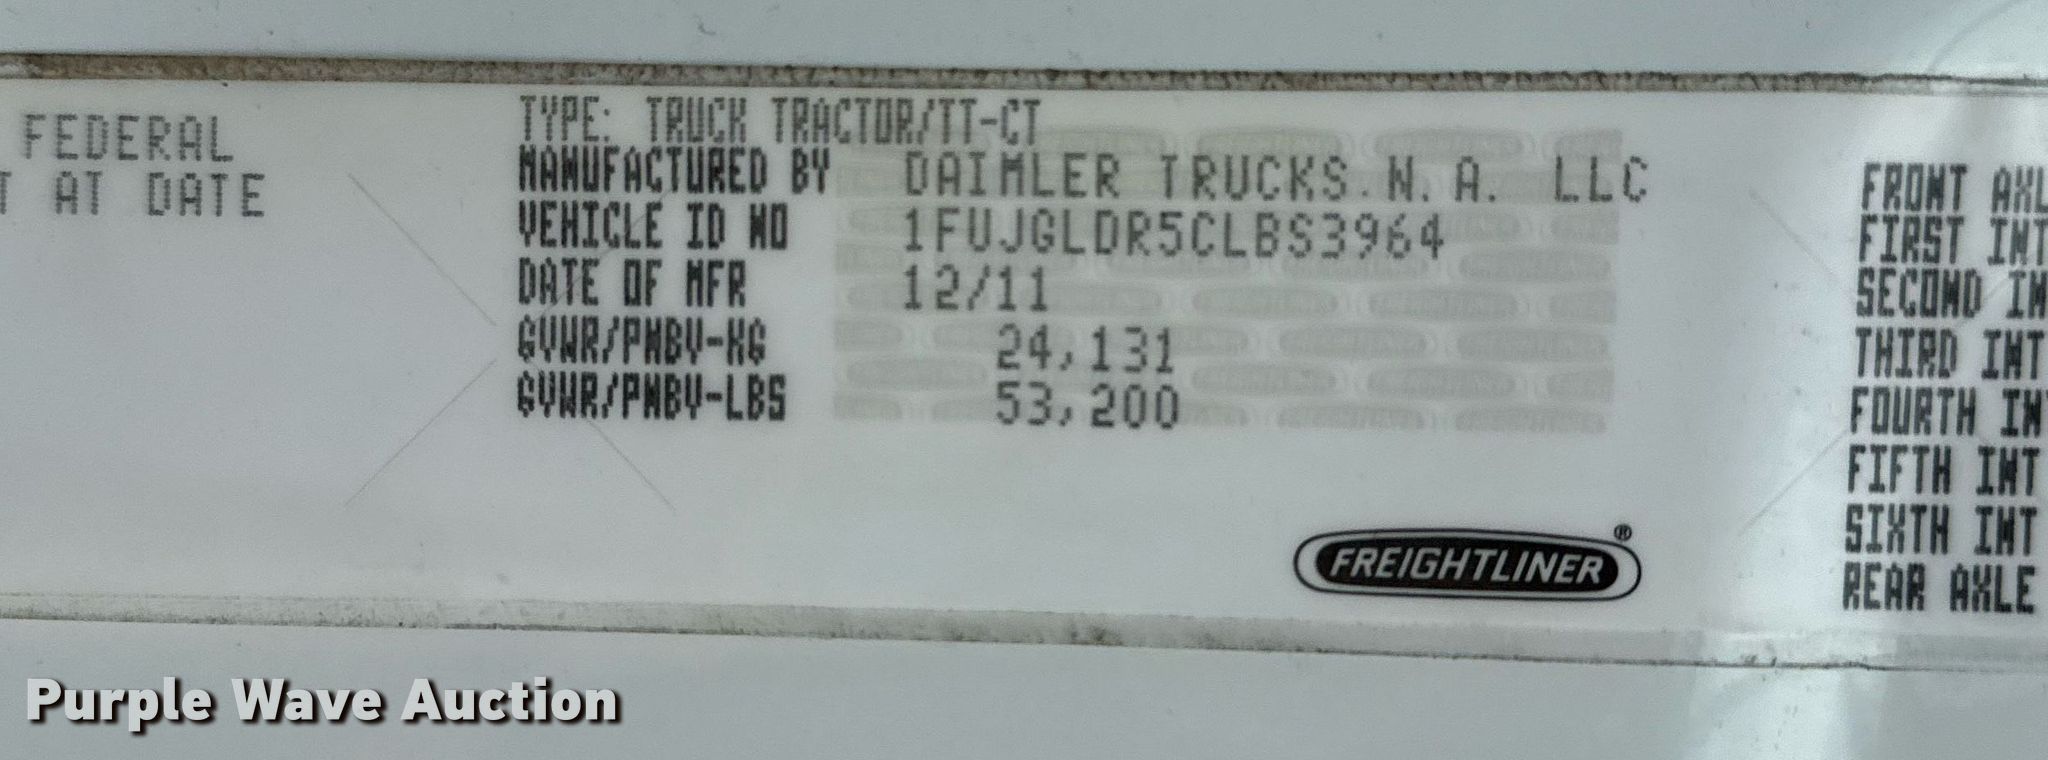 FEDERAL
T AT DATE
TYPE: TRUCK TRACTOR/TT-CT
MANUFACTURED BY DAIMLER TRUCKS.N.A. LLC
VEHICLE ID NO 1FUJGLDR5CLBS3964
DATE OF MFR 12/11
GVWR/PNBV-KG 24,131
GVWR/PNBV-LBS 53,200
FREIGHTLINER®
FRONT AXL
FIRST INT
SECOND IN
THIRD INT
FOURTH INT
FIFTH INT
SIXTH INT
REAR AXLE
Purple Wave Auction